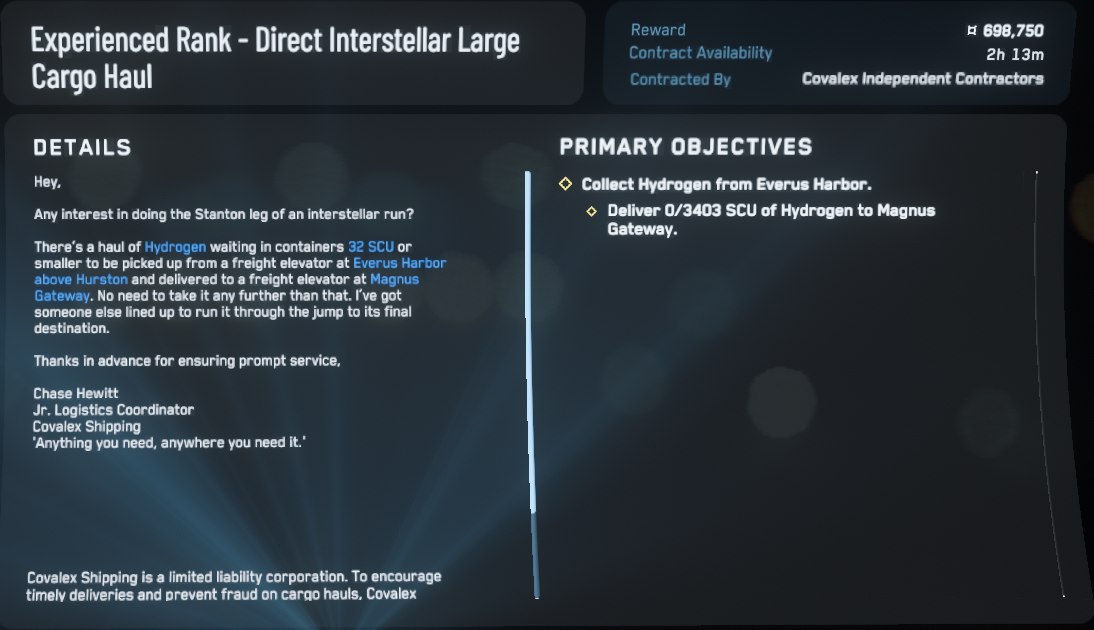 Experienced Rank - Direct Interstellar Large
Cargo Haul
Reward ¤ 698,750
Contract Availability 2h 13m
Contracted By Covalex Independent Contractors
DETAILS
Hey,
Any interest in doing the Stanton leg of an interstellar run?
There's a haul of Hydrogen waiting in containers 32 SCU or
smaller to be picked up from a freight elevator at Everus Harbor
above Hurston and delivered to a freight elevator at Magnus
Gateway. No need to take it any further than that. I've got
someone else lined up to run it through the jump to its final
destination.
Thanks in advance for ensuring prompt service,
Chase Hewitt
Jr. Logistics Coordinator
Covalex Shipping
'Anything you need, anywhere you need it.'
Covalex Shipping is a limited liability corporation. To encourage
timely deliveries and prevent fraud on cargo hauls, Covalex
PRIMARY OBJECTIVES
Collect Hydrogen from Everus Harbor.
Deliver 0/3403 SCU of Hydrogen to Magnus
Gateway.